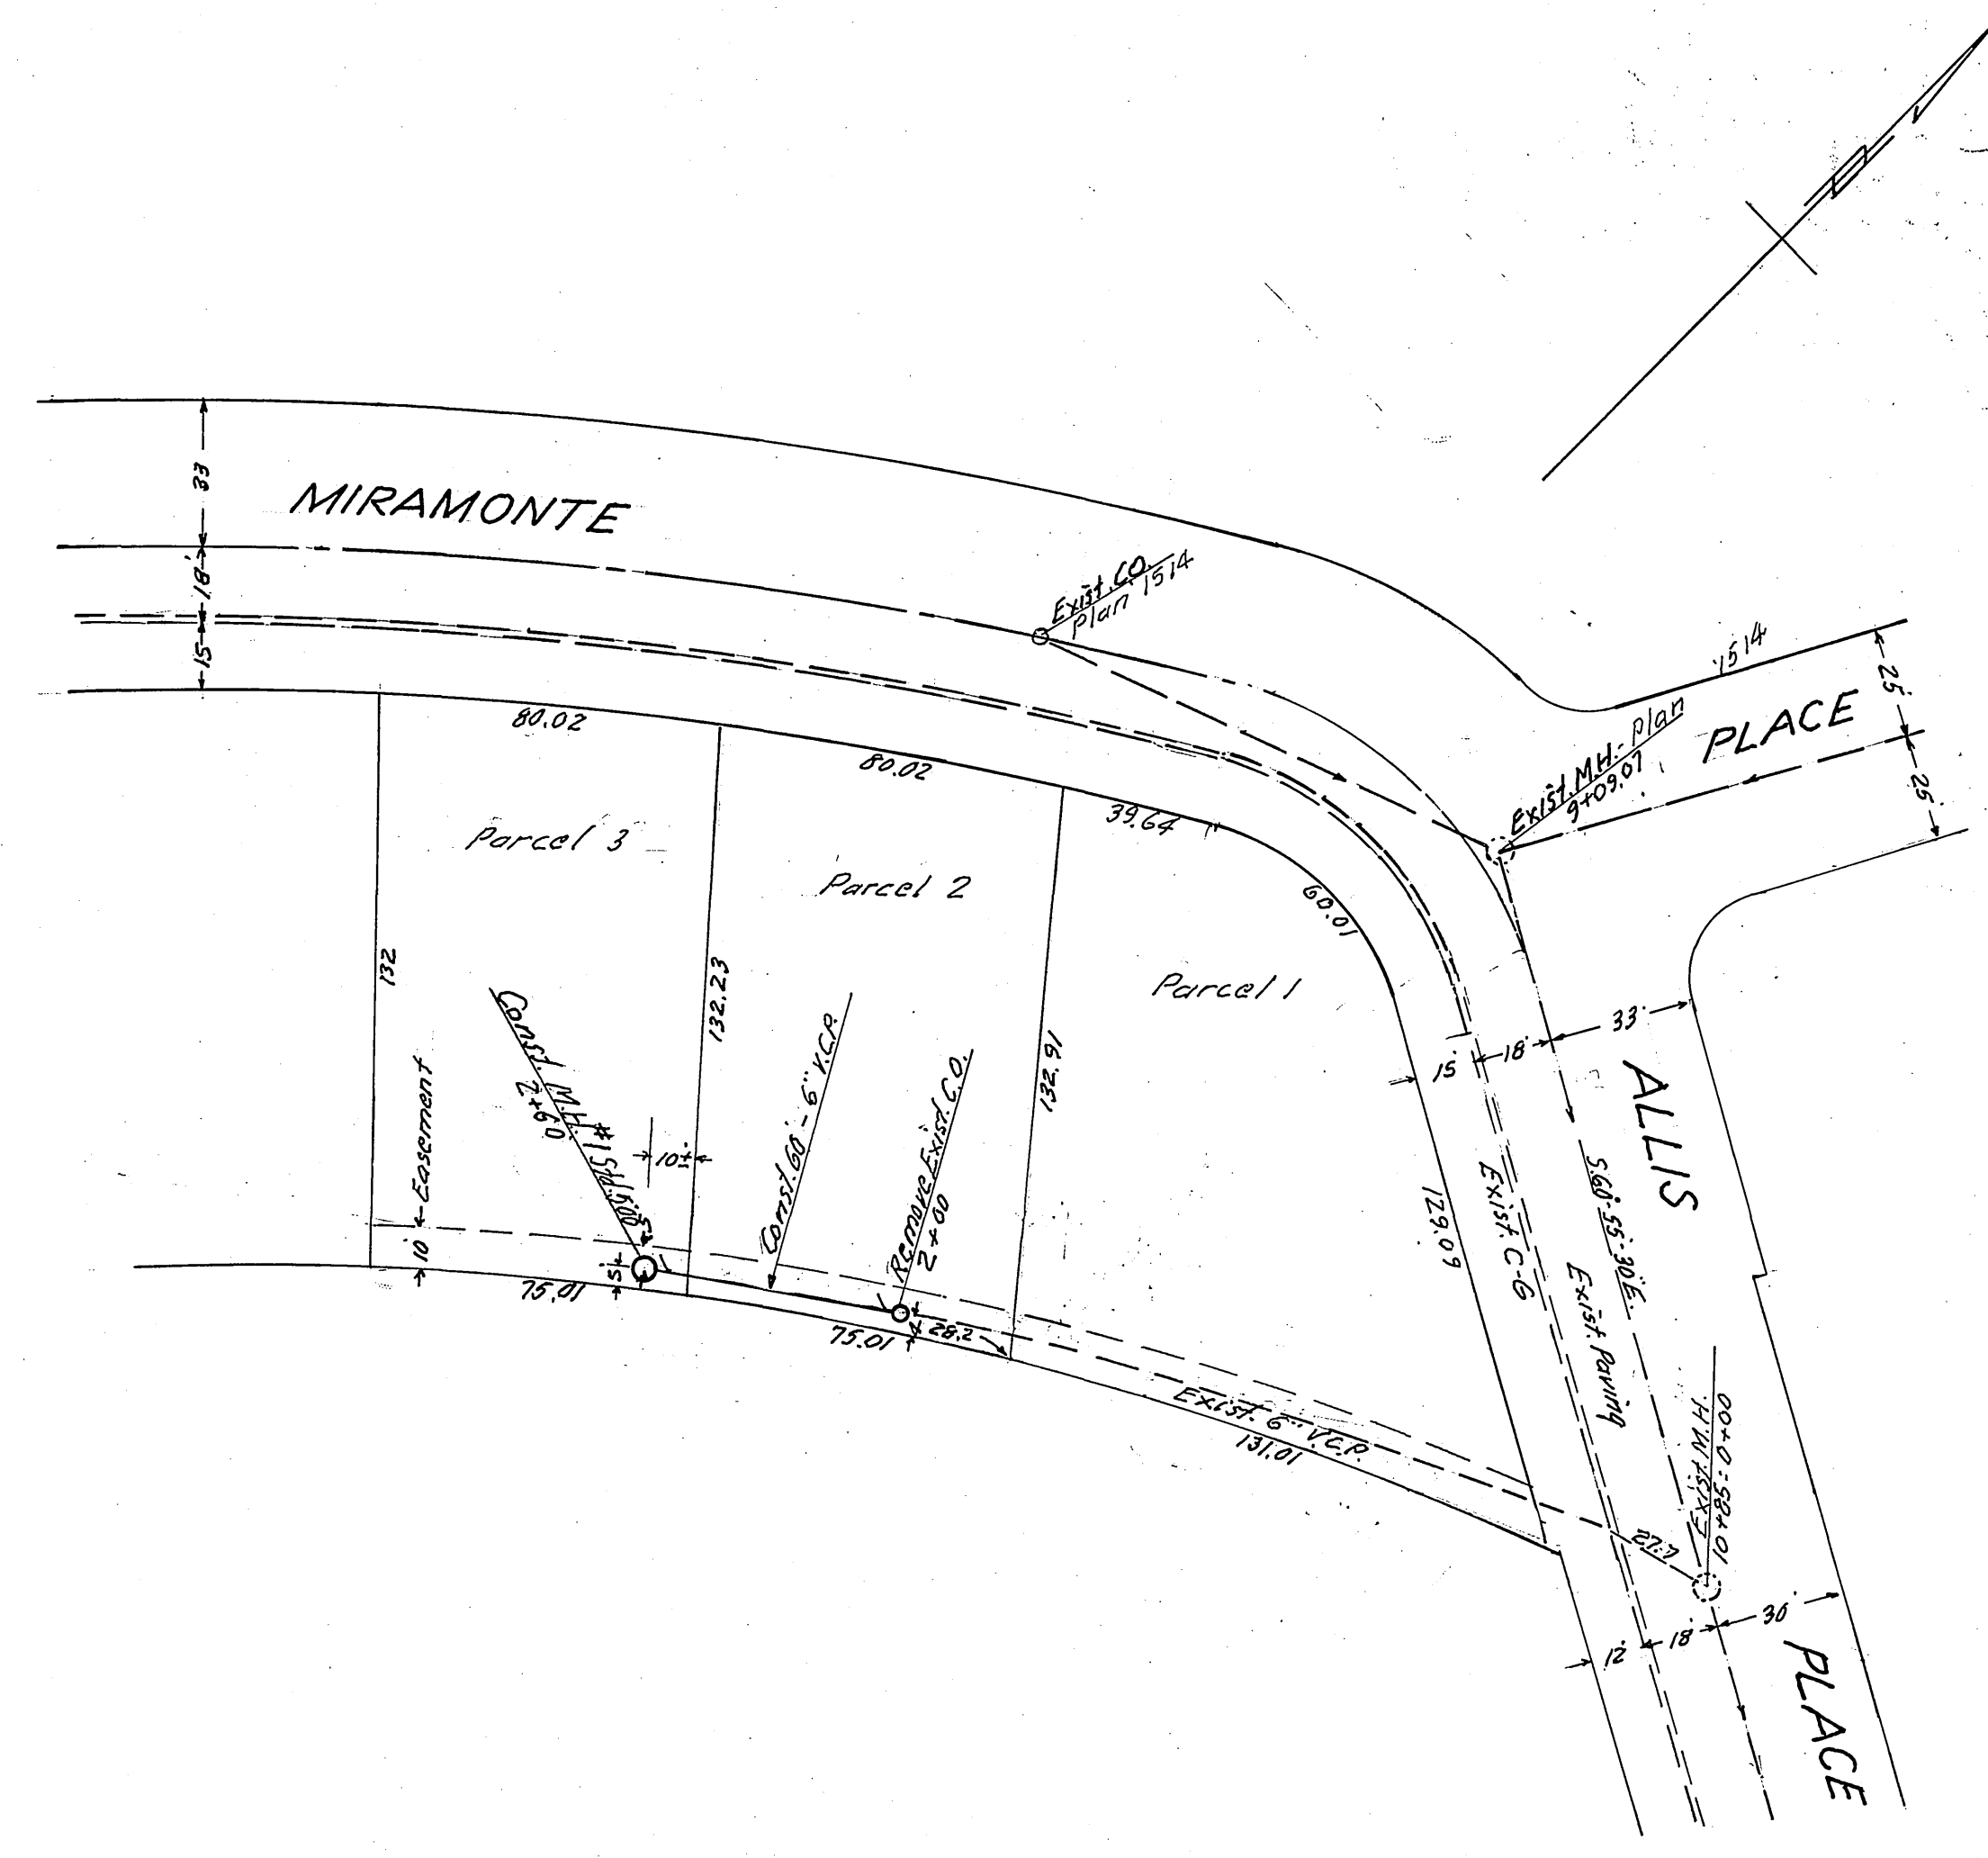 33
MIRAMONTE
18'
15
Exist. C.O.
Plan 1514
1514
25'
PLACE
25'
Exist. M.H. - Plan
9+09.07
80.02
80.02
39.64
60.01
Parcel 3
Parcel 2
Parcel 1
132
132.23
132.91
33'
18'
15'
ALLIS
Const. M.H. #1 Std.
2+60
10±
Const. 60' - 6" V.C.P.
Remove Exist. C.O.
2+00
10' Easement
5'
5'
75.01
75.01
4'
28.2
129.09
Exist. C-G
S.60°-55'-30"E.
Exist. Paving
Exist. 6" V.C.P.
131.01
Exist. M.H.
10+85=0+00
27.7
30'
18'
12'
PLACE